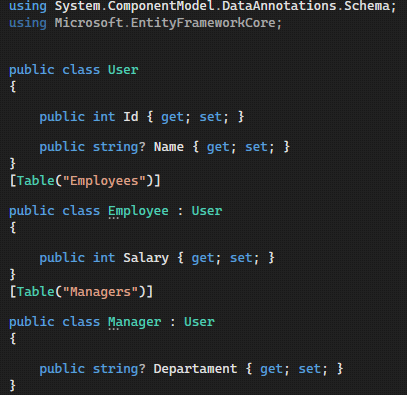 using System.ComponentModel.DataAnnotations.Schema;
using Microsoft.EntityFrameworkCore;
public class User
{
public int Id { get; set; }
public string? Name { get; set; }
}
[Table("Employees")]
public class Employee : User
{
public int Salary { get; set; }
}
[Table("Managers")]
public class Manager : User
{
public string? Departament { get; set; }
}